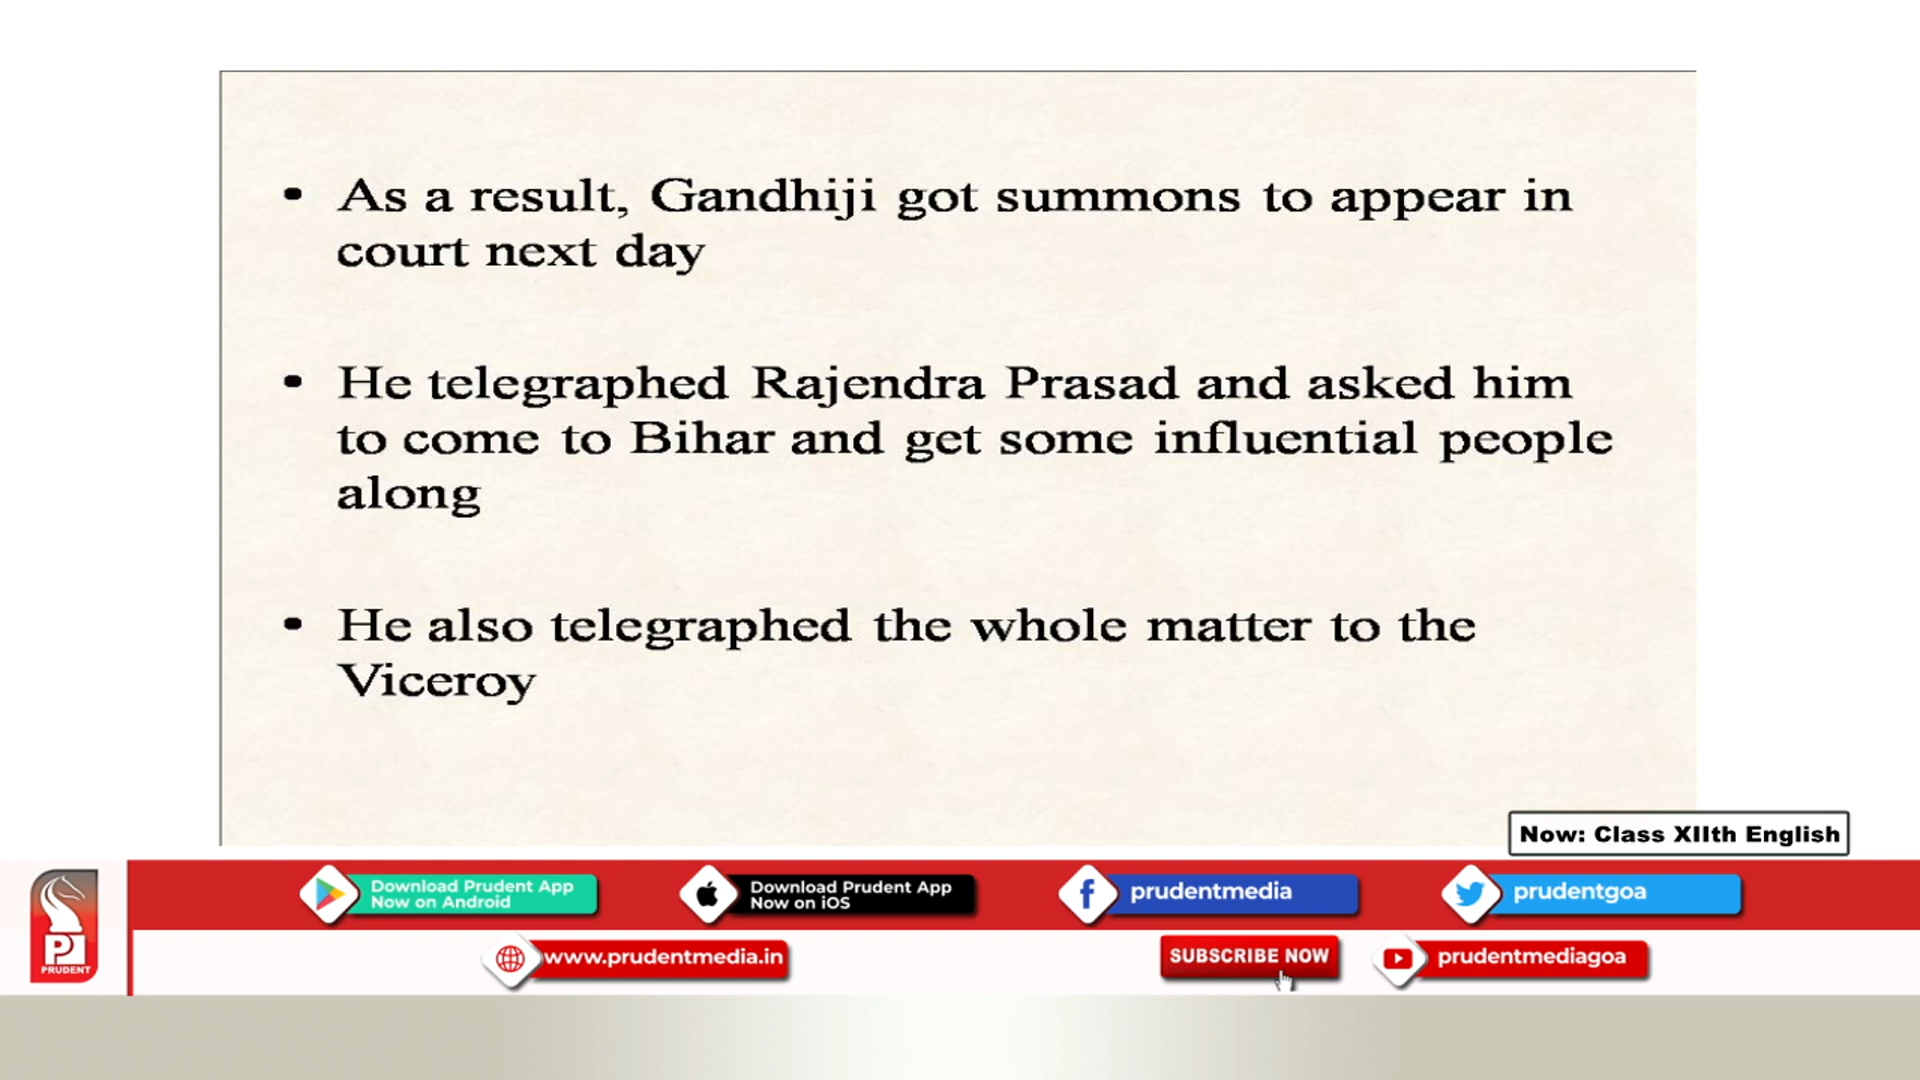 • As a result, Gandhiji got summons to appear in
court next day
• He telegraphed Rajendra Prasad and asked him
to come to Bihar and get some influential people
along
• He also telegraphed the whole matter to the
Viceroy
Now: Class XIIth English
Download Prudent App
Now on Android
Download Prudent App
Now on iOS
prudentmedia
prudentgoa
PRUDENT
www.prudentmedia.in
SUBSCRIBE NOW
prudentmediagoa